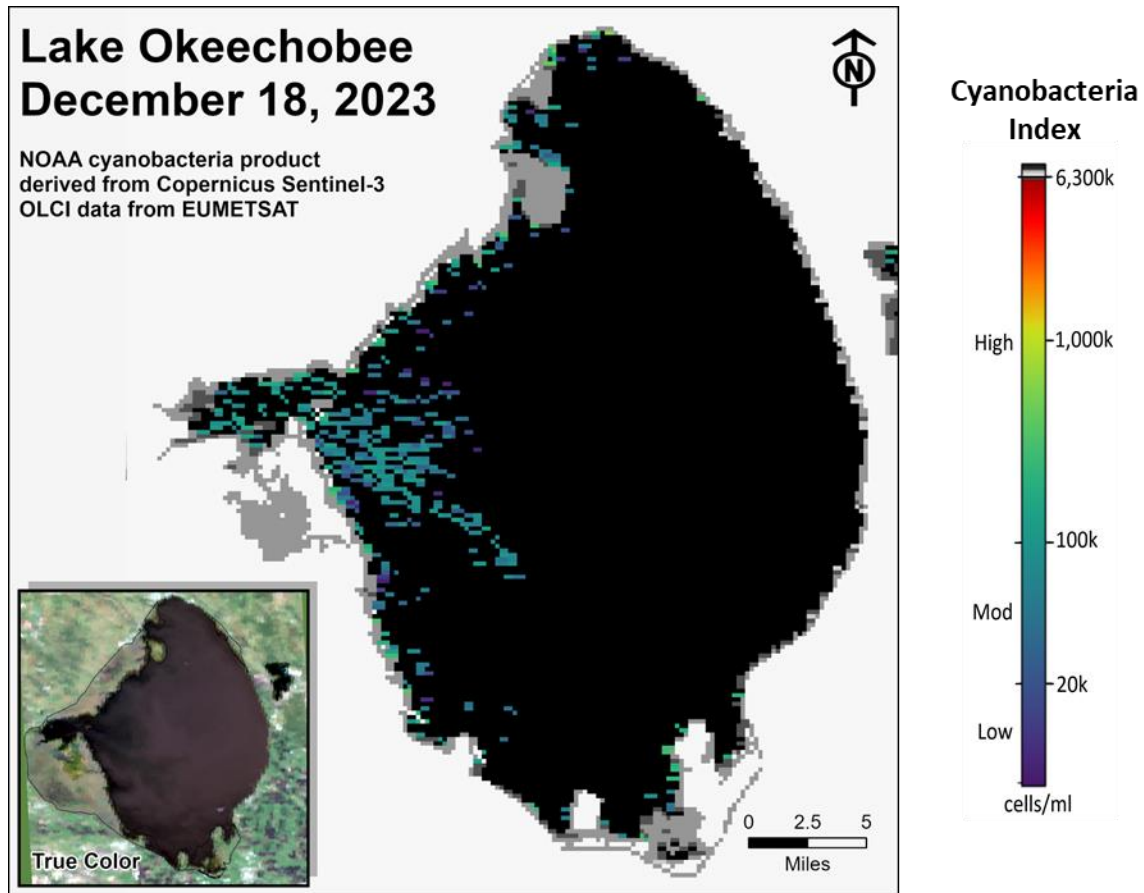 Lake Okeechobee
December 18, 2023
NOAA cyanobacteria product
derived from Copernicus Sentinel-3
OLCI data from EUMETSAT
N
True Color
0 2.5 5
Miles
Cyanobacteria
Index
6,300k
High
1,000k
100k
Mod
20k
Low
cells/ml